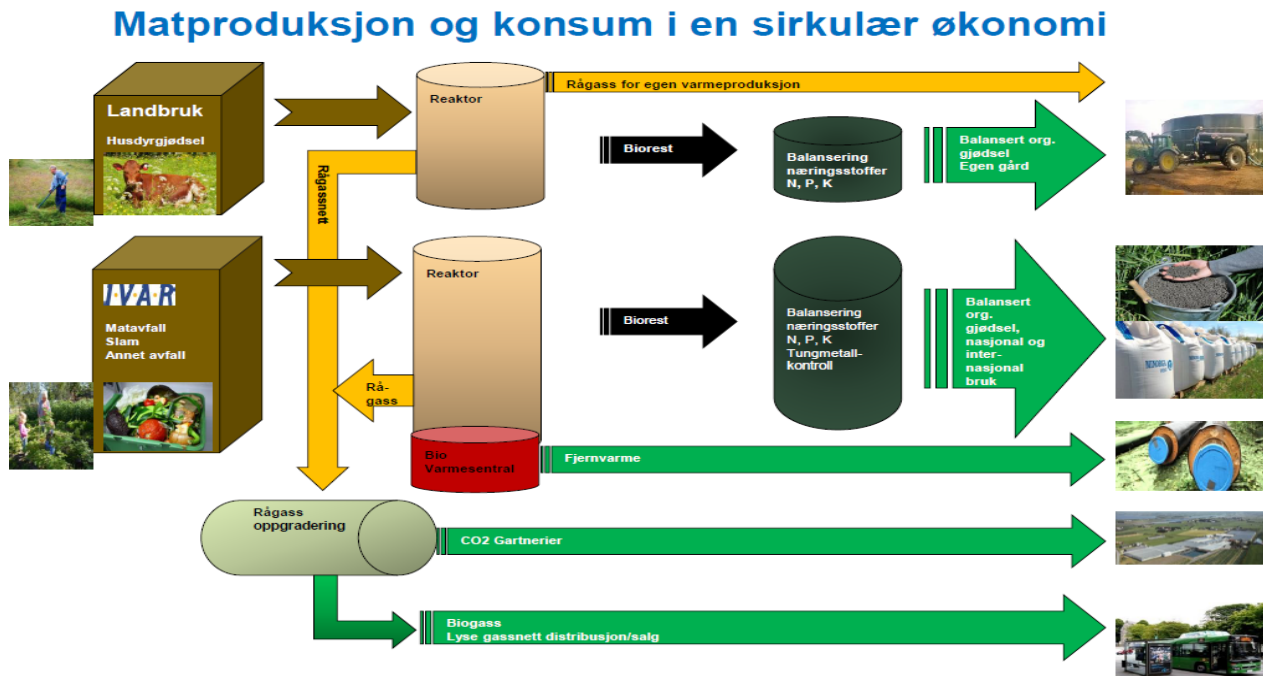 Matproduksjon og konsum i en sirkulær økonomi
Landbruk
Husdyrgjødsel
Reaktor
Rågass for egen varmeproduksjon
Biorest
Balansering
næringsstoffer
N, P, K
Balansert org.
gjødsel
Egen gård
Rågassnett
I·V·A·R
Matavfall
Slam
Annet avfall
Reaktor
Rå-
gass
Biorest
Balansering
næringsstoffer
N, P, K
Tungmetall-
kontroll
Balansert
org.
gjødsel,
nasjonal og
inter-
nasjonal
bruk
Bio
Varmesentral
Fjernvarme
Rågass
oppgradering
CO2 Gartnerier
Biogass
Lyse gassnett distribusjon/salg